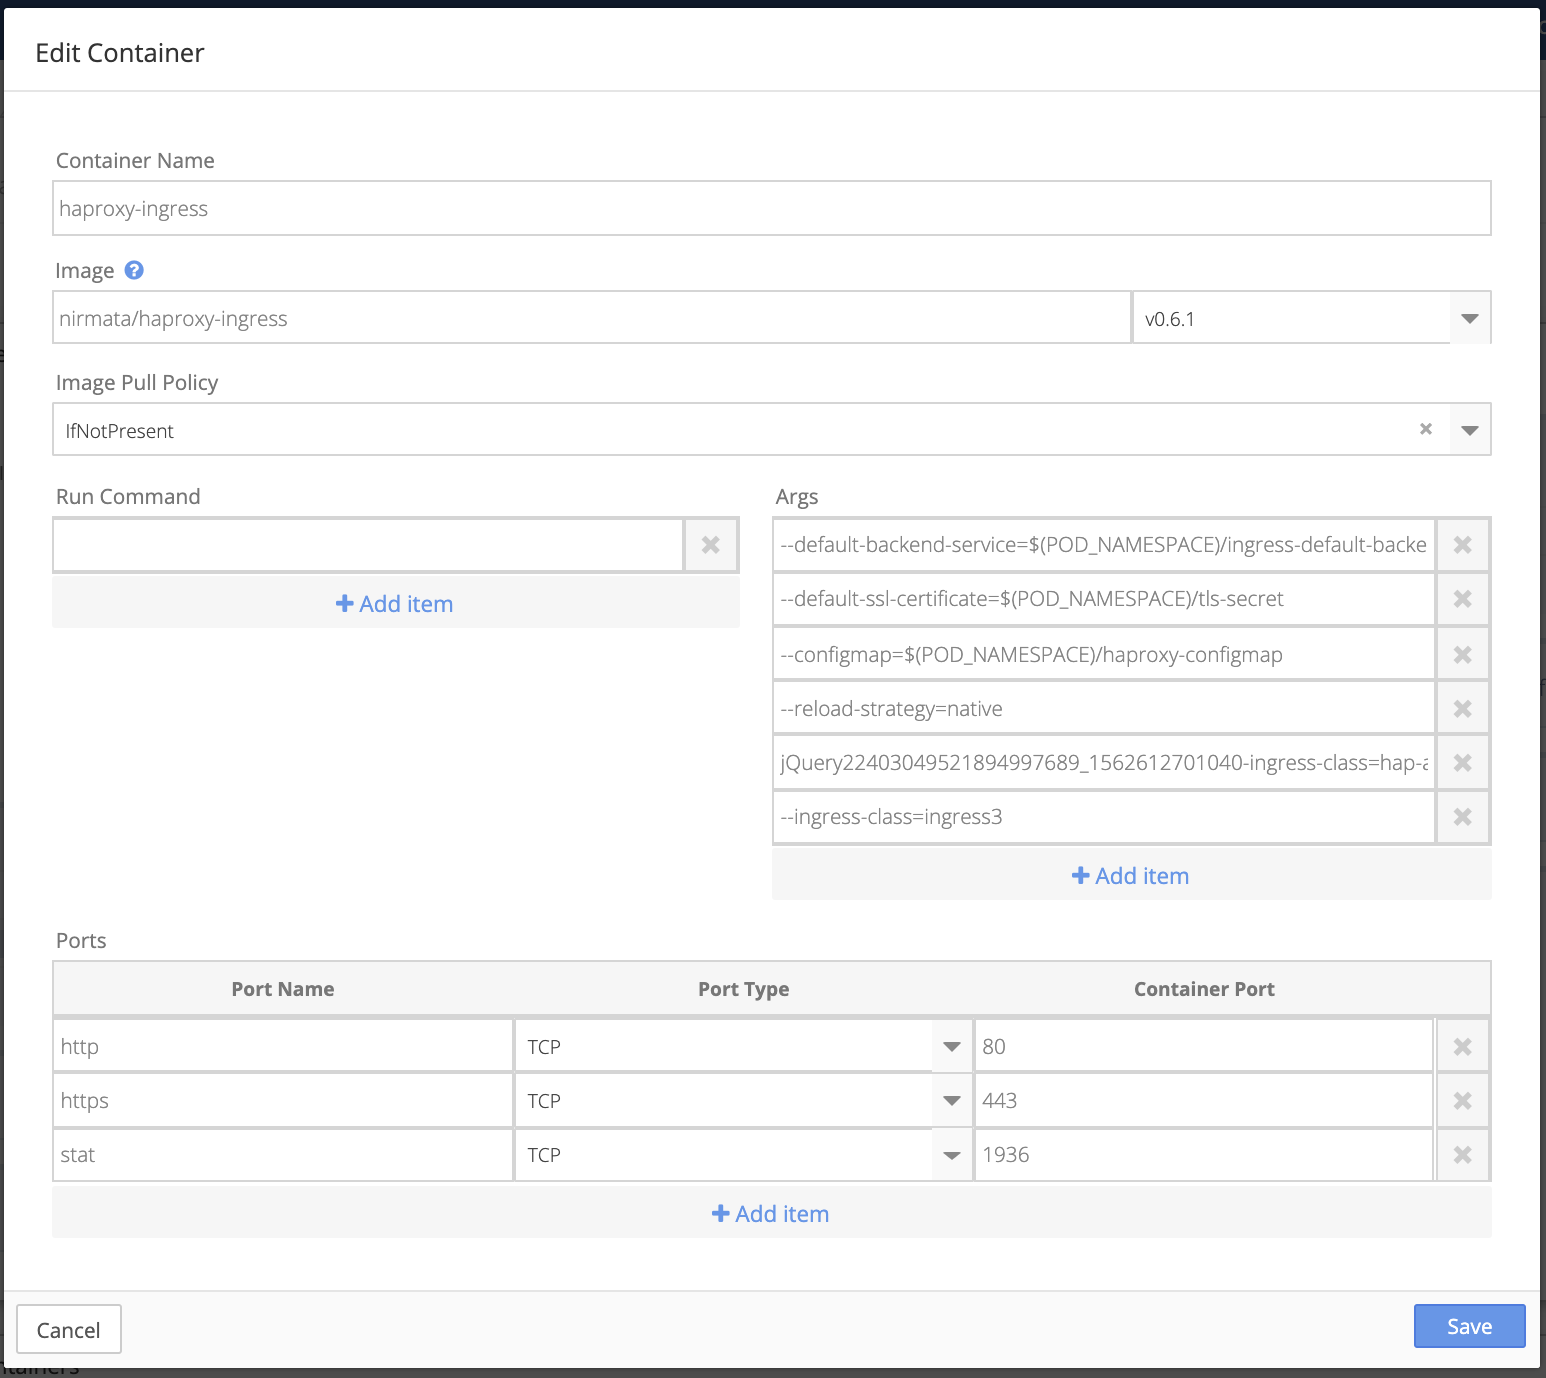 Edit Container
Container Name
haproxy-ingress
Image
nirmata/haproxy-ingress v0.6.1
Image Pull Policy
IfNotPresent
Run Command
Add item
Args
--default-backend-service=$(POD_NAMESPACE)/ingress-default-backe
--default-ssl-certificate=$(POD_NAMESPACE)/tls-secret
--configmap=$(POD_NAMESPACE)/haproxy-configmap
--reload-strategy=native
jQuery22403049521894997689_1562612701040-ingress-class=hap-a
--ingress-class=ingress3
Add item
Ports
Port Name Port Type Container Port
http TCP 80
https TCP 443
stat TCP 1936
Add item
Cancel Save